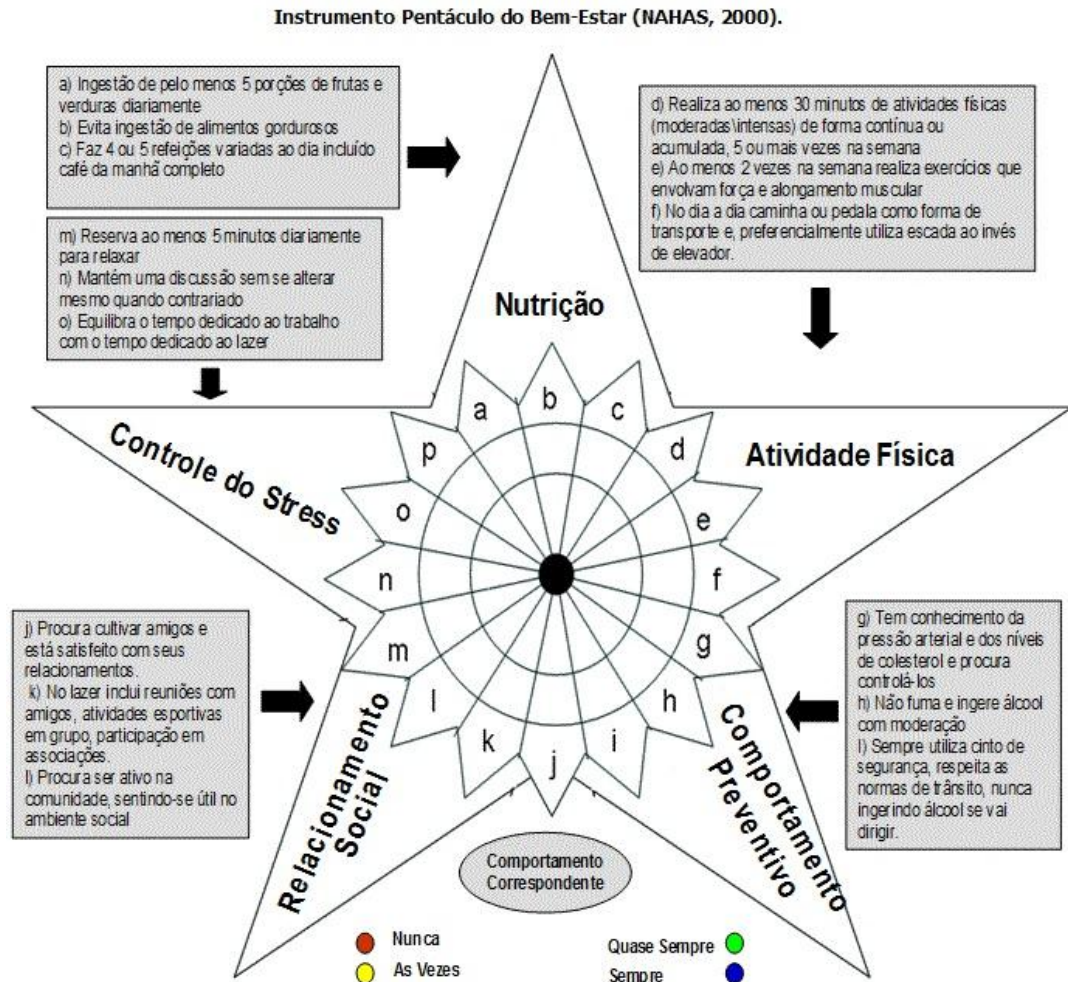 Instrumento Pentáculo do Bem-Estar (NAHAS, 2000).
a) Ingestão de pelo menos 5 porções de frutas e
verduras diariamente
b) Evita ingestão de alimentos gordurosos
c) Faz 4 ou 5 refeições variadas ao dia incluído
café da manhã completo
d) Realiza ao menos 30 minutos de atividades físicas
(moderadas\intensas) de forma contínua ou
acumulada, 5 ou mais vezes na semana
e) Ao menos 2 vezes na semana realiza exercícios que
envolvam força e alongamento muscular
f) No dia a dia caminha ou pedala como forma de
transporte e, preferencialmente utiliza escada ao invés
de elevador.
m) Reserva ao menos 5 minutos diariamente
para relaxar
n) Mantém uma discussão sem se alterar
mesmo quando contrariado
o) Equilibra o tempo dedicado ao trabalho
com o tempo dedicado ao lazer
Nutrição
Controle do Stress
Atividade Física
a
b
c
d
e
f
g
h
i
j
k
l
m
n
o
p
j) Procura cultivar amigos e
está satisfeito com seus
relacionamentos.
k) No lazer inclui reuniões com
amigos, atividades esportivas
em grupo, participação em
associações.
l) Procura ser ativo na
comunidade, sentindo-se útil no
ambiente social
g) Tem conhecimento da
pressão arterial e dos níveis
de colesterol e procura
controlá-los
h) Não fuma e ingere álcool
com moderação
I) Sempre utiliza cinto de
segurança, respeita as
normas de trânsito, nunca
ingerindo álcool se vai
dirigir.
Relacionamento
Social
Comportamento
Preventivo
Comportamento
Correspondente
Nunca
As Vezes
Quase Sempre
Sempre